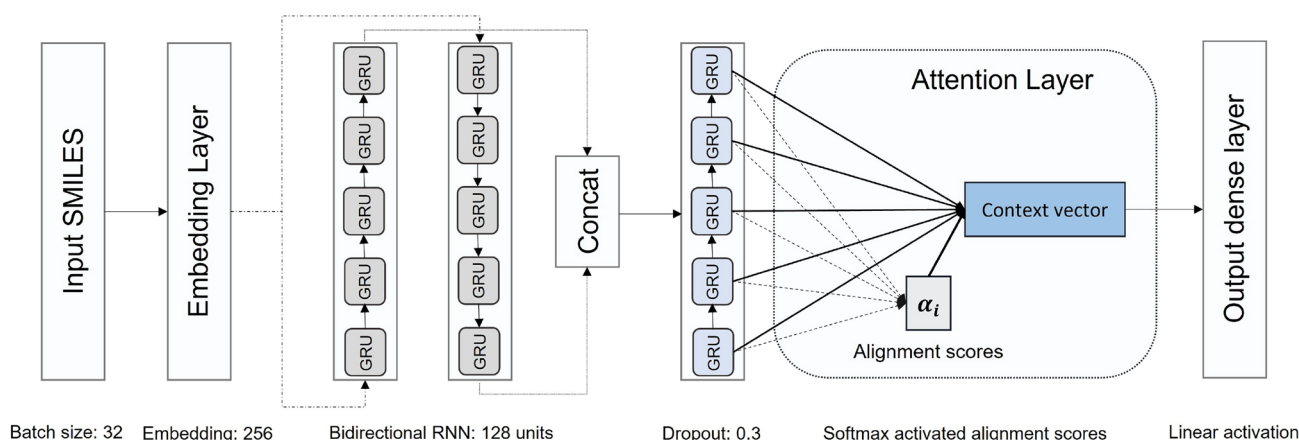 Input SMILES
Embedding Layer
GRU
GRU
GRU
GRU
GRU
GRU
GRU
GRU
GRU
GRU
Concat
GRU
GRU
GRU
GRU
GRU
Attention Layer
Context vector
αᵢ
Alignment scores
Output dense layer
Batch size: 32
Embedding: 256
Bidirectional RNN: 128 units
Dropout: 0.3
Softmax activated alignment scores
Linear activation